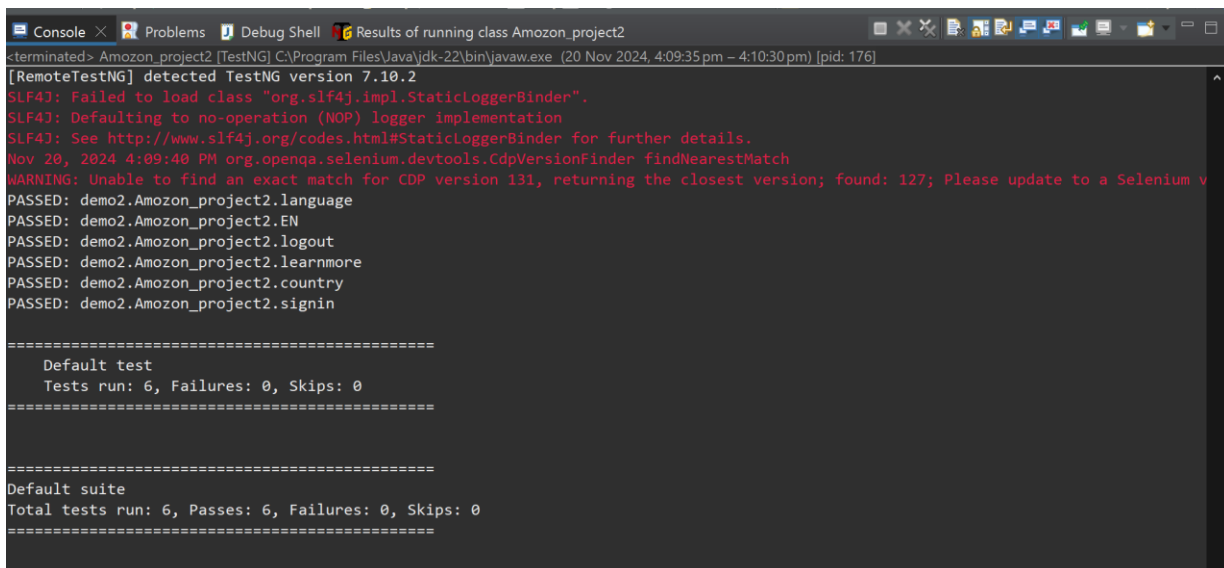 Console Problems Debug Shell Results of running class Amozon_project2
<terminated> Amozon_project2 [TestNG] C:\Program Files\Java\jdk-22\bin\javaw.exe (20 Nov 2024, 4:09:35 pm – 4:10:30 pm) [pid: 176]
[RemoteTestNG] detected TestNG version 7.10.2
SLF4J: Failed to load class "org.slf4j.impl.StaticLoggerBinder".
SLF4J: Defaulting to no-operation (NOP) logger implementation
SLF4J: See http://www.slf4j.org/codes.html#StaticLoggerBinder for further details.
Nov 20, 2024 4:09:40 PM org.openqa.selenium.devtools.CdpVersionFinder findNearestMatch
WARNING: Unable to find an exact match for CDP version 131, returning the closest version; found: 127; Please update to a Selenium v
PASSED: demo2.Amozon_project2.language
PASSED: demo2.Amozon_project2.EN
PASSED: demo2.Amozon_project2.logout
PASSED: demo2.Amozon_project2.learnmore
PASSED: demo2.Amozon_project2.country
PASSED: demo2.Amozon_project2.signin
===============================================
Default test
Tests run: 6, Failures: 0, Skips: 0
===============================================
===============================================
Default suite
Total tests run: 6, Passes: 6, Failures: 0, Skips: 0
===============================================